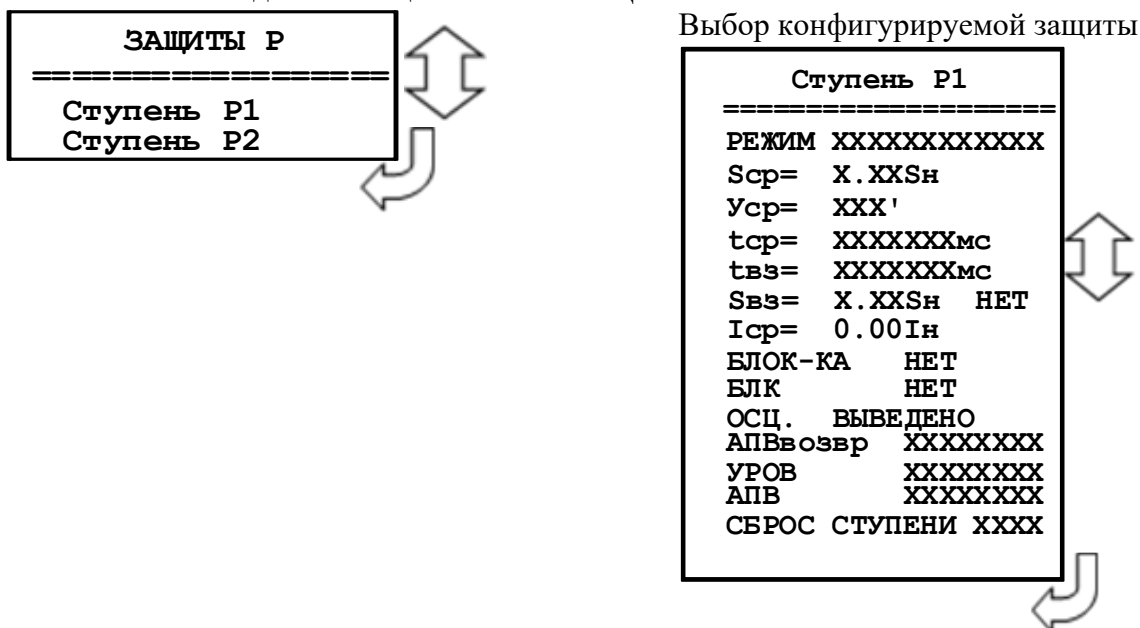 ЗАЩИТЫ Р
==================
Ступень Р1
Ступень Р2
Выбор конфигурируемой защиты
Ступень Р1
====================
РЕЖИМ XXXXXXXXXXXX
Sср= X.XXSн
Уср= XXX'
tср= XXXXXXXмс
tвз= XXXXXXXмс
Sвз= X.XXSн НЕТ
Iср= 0.00Iн
БЛОК-КА НЕТ
БЛК НЕТ
ОСЦ. ВЫВЕДЕНО
АПВвозвр XXXXXXXX
УРОВ XXXXXXXX
АПВ XXXXXXXX
СБРОС СТУПЕНИ XXXX